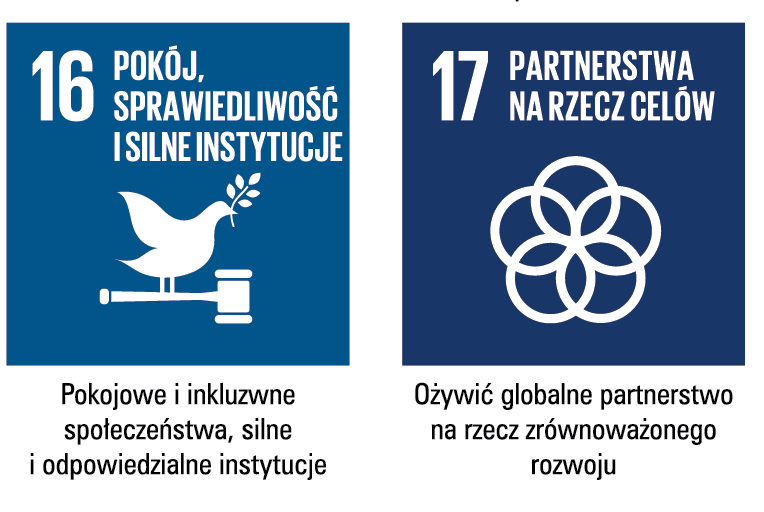 16 POKÓJ,
SPRAWIEDLIWOŚĆ
I SILNE INSTYTUCJE
Pokojowe i inkluzwne
społeczeństwa, silne
i odpowiedzialne instytucje
17 PARTNERSTWA
NA RZECZ CELÓW
Ożywić globalne partnerstwo
na rzecz zrównoważonego
rozwoju